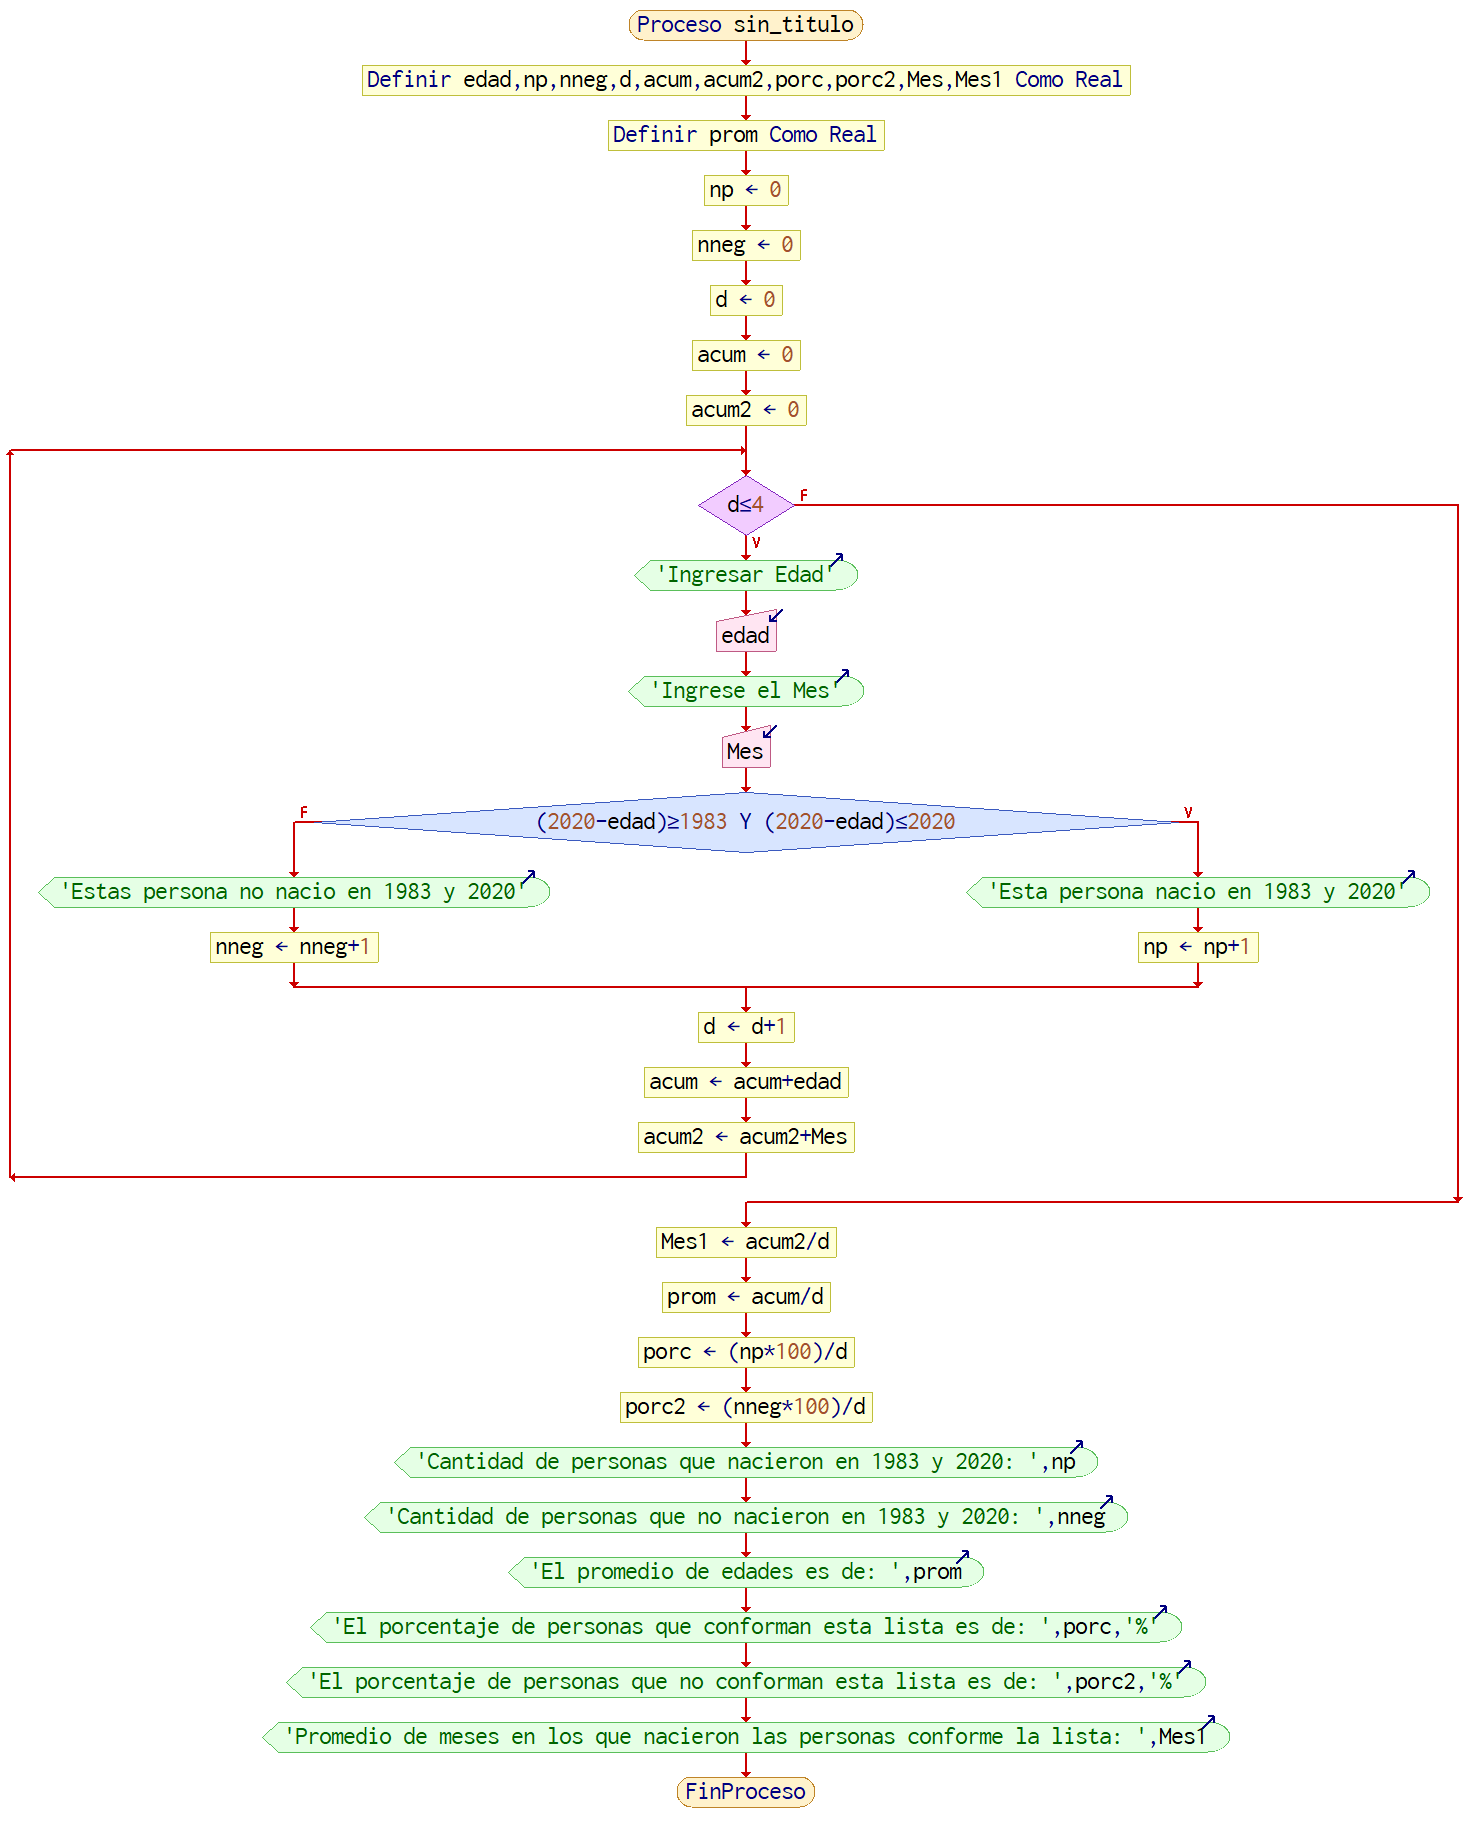 Proceso sin_titulo
Definir edad,np,nneg,d,acum,acum2,porc,porc2,Mes,Mes1 Como Real
Definir prom Como Real
np ← 0
nneg ← 0
d ← 0
acum ← 0
acum2 ← 0
d≤4
F
V
'Ingresar Edad'
edad
'Ingrese el Mes'
Mes
(2020-edad)≥1983 Y (2020-edad)≤2020
F
V
'Estas persona no nacio en 1983 y 2020'
nneg ← nneg+1
'Esta persona nacio en 1983 y 2020'
np ← np+1
d ← d+1
acum ← acum+edad
acum2 ← acum2+Mes
Mes1 ← acum2/d
prom ← acum/d
porc ← (np*100)/d
porc2 ← (nneg*100)/d
'Cantidad de personas que nacieron en 1983 y 2020: ',np
'Cantidad de personas que no nacieron en 1983 y 2020: ',nneg
'El promedio de edades es de: ',prom
'El porcentaje de personas que conforman esta lista es de: ',porc,'%'
'El porcentaje de personas que no conforman esta lista es de: ',porc2,'%'
'Promedio de meses en los que nacieron las personas conforme la lista: ',Mes1
FinProceso